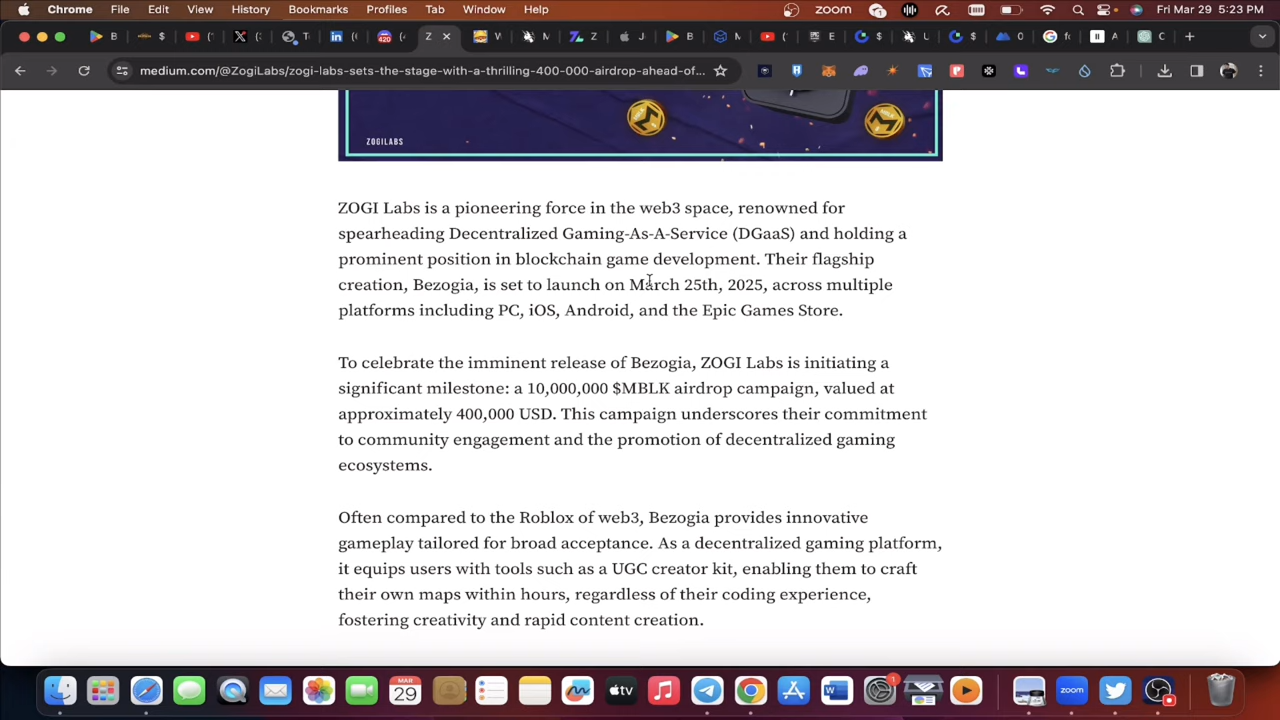 Chrome File Edit View History Bookmarks Profiles Tab Window Help zoom 1 Fri Mar 29 5:23 PM
medium.com/@ZogiLabs/zogi-labs-sets-the-stage-with-a-thrilling-400-000-airdrop-ahead-of...
ZOGILABS
ZOGI Labs is a pioneering force in the web3 space, renowned for
spearheading Decentralized Gaming-As-A-Service (DGaaS) and holding a
prominent position in blockchain game development. Their flagship
creation, Bezogia, is set to launch on March 25th, 2025, across multiple
platforms including PC, iOS, Android, and the Epic Games Store.
To celebrate the imminent release of Bezogia, ZOGI Labs is initiating a
significant milestone: a 10,000,000 $MBLK airdrop campaign, valued at
approximately 400,000 USD. This campaign underscores their commitment
to community engagement and the promotion of decentralized gaming
ecosystems.
Often compared to the Roblox of web3, Bezogia provides innovative
gameplay tailored for broad acceptance. As a decentralized gaming platform,
it equips users with tools such as a UGC creator kit, enabling them to craft
their own maps within hours, regardless of their coding experience,
fostering creativity and rapid content creation.
MAR
29 tv 1 zoom